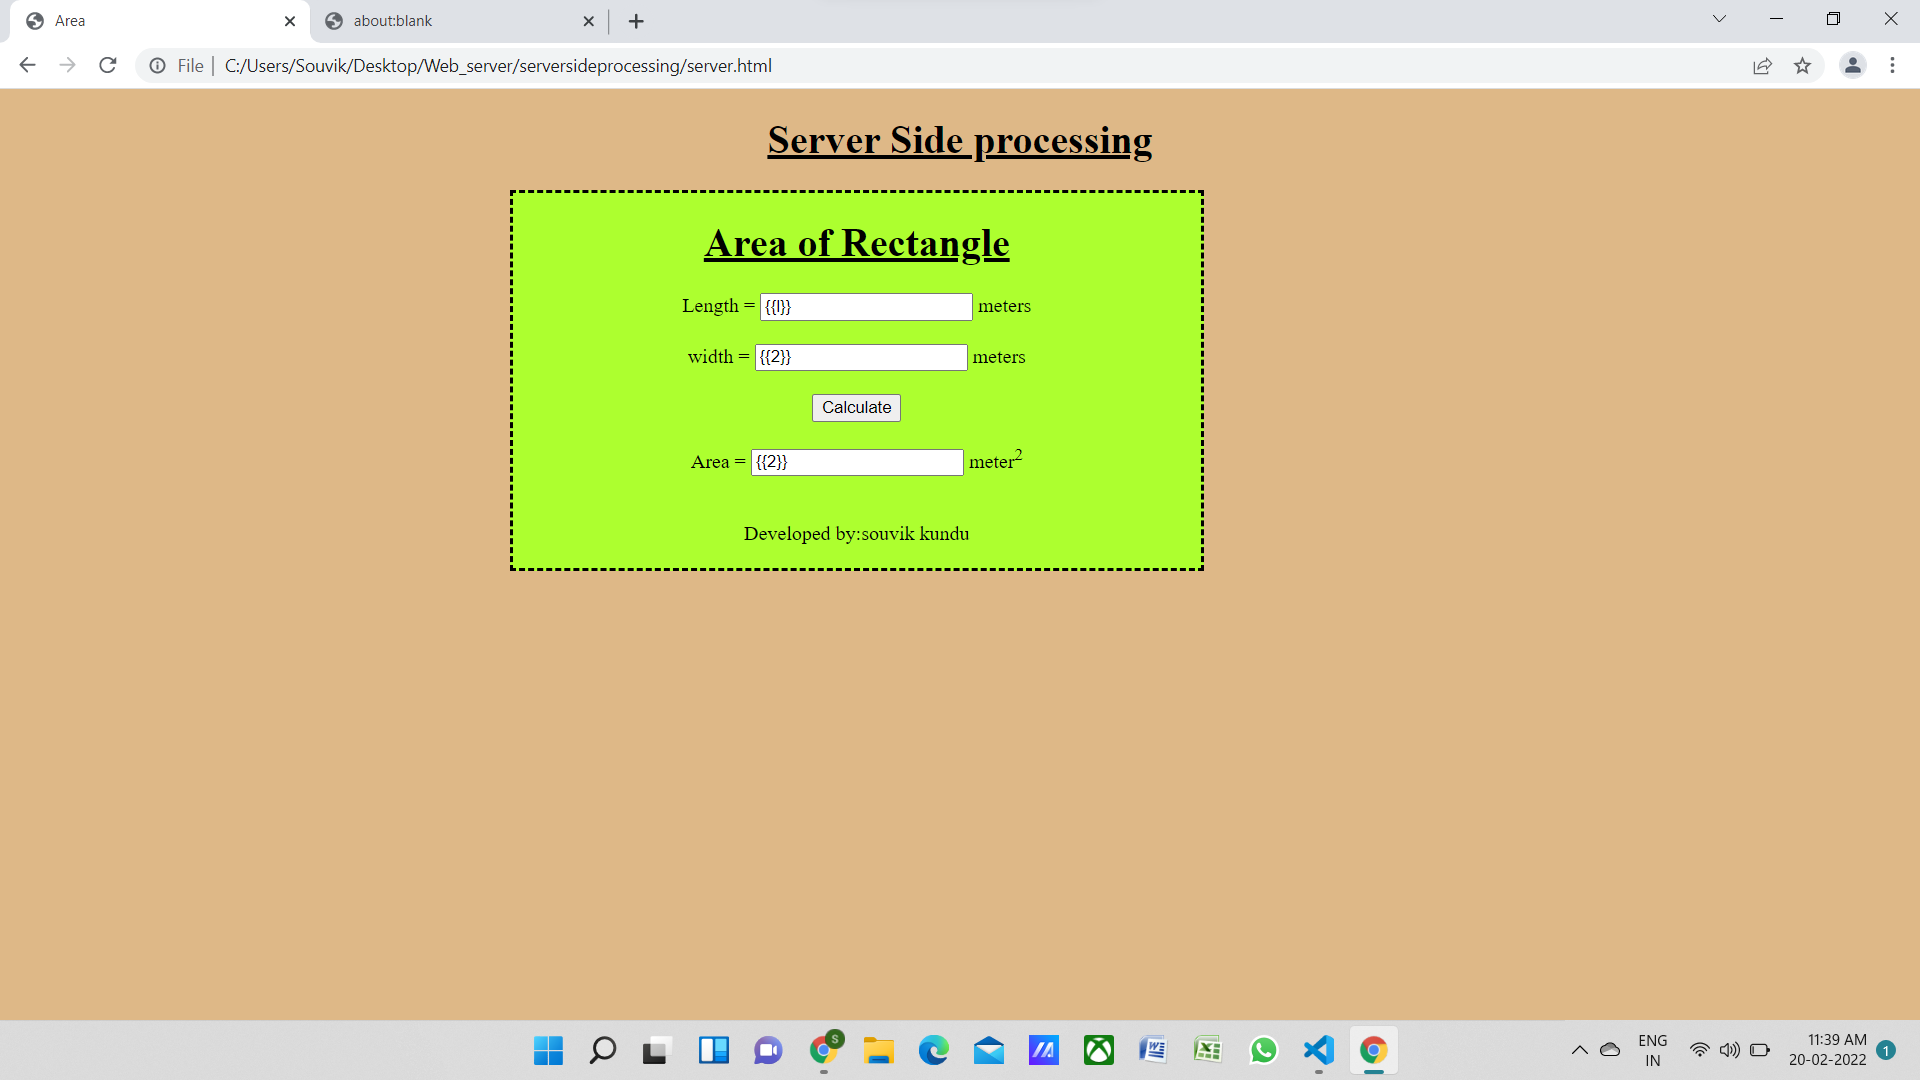 Area
about:blank
File
C:/Users/Souvik/Desktop/Web_server/serversideprocessing/server.html
Server Side processing
Area of Rectangle
Length = {{l}} meters
width = {{2}} meters
Calculate
Area = {{2}} meter2
Developed by:souvik kundu
S
ENG
IN
11:39 AM
20-02-2022
1